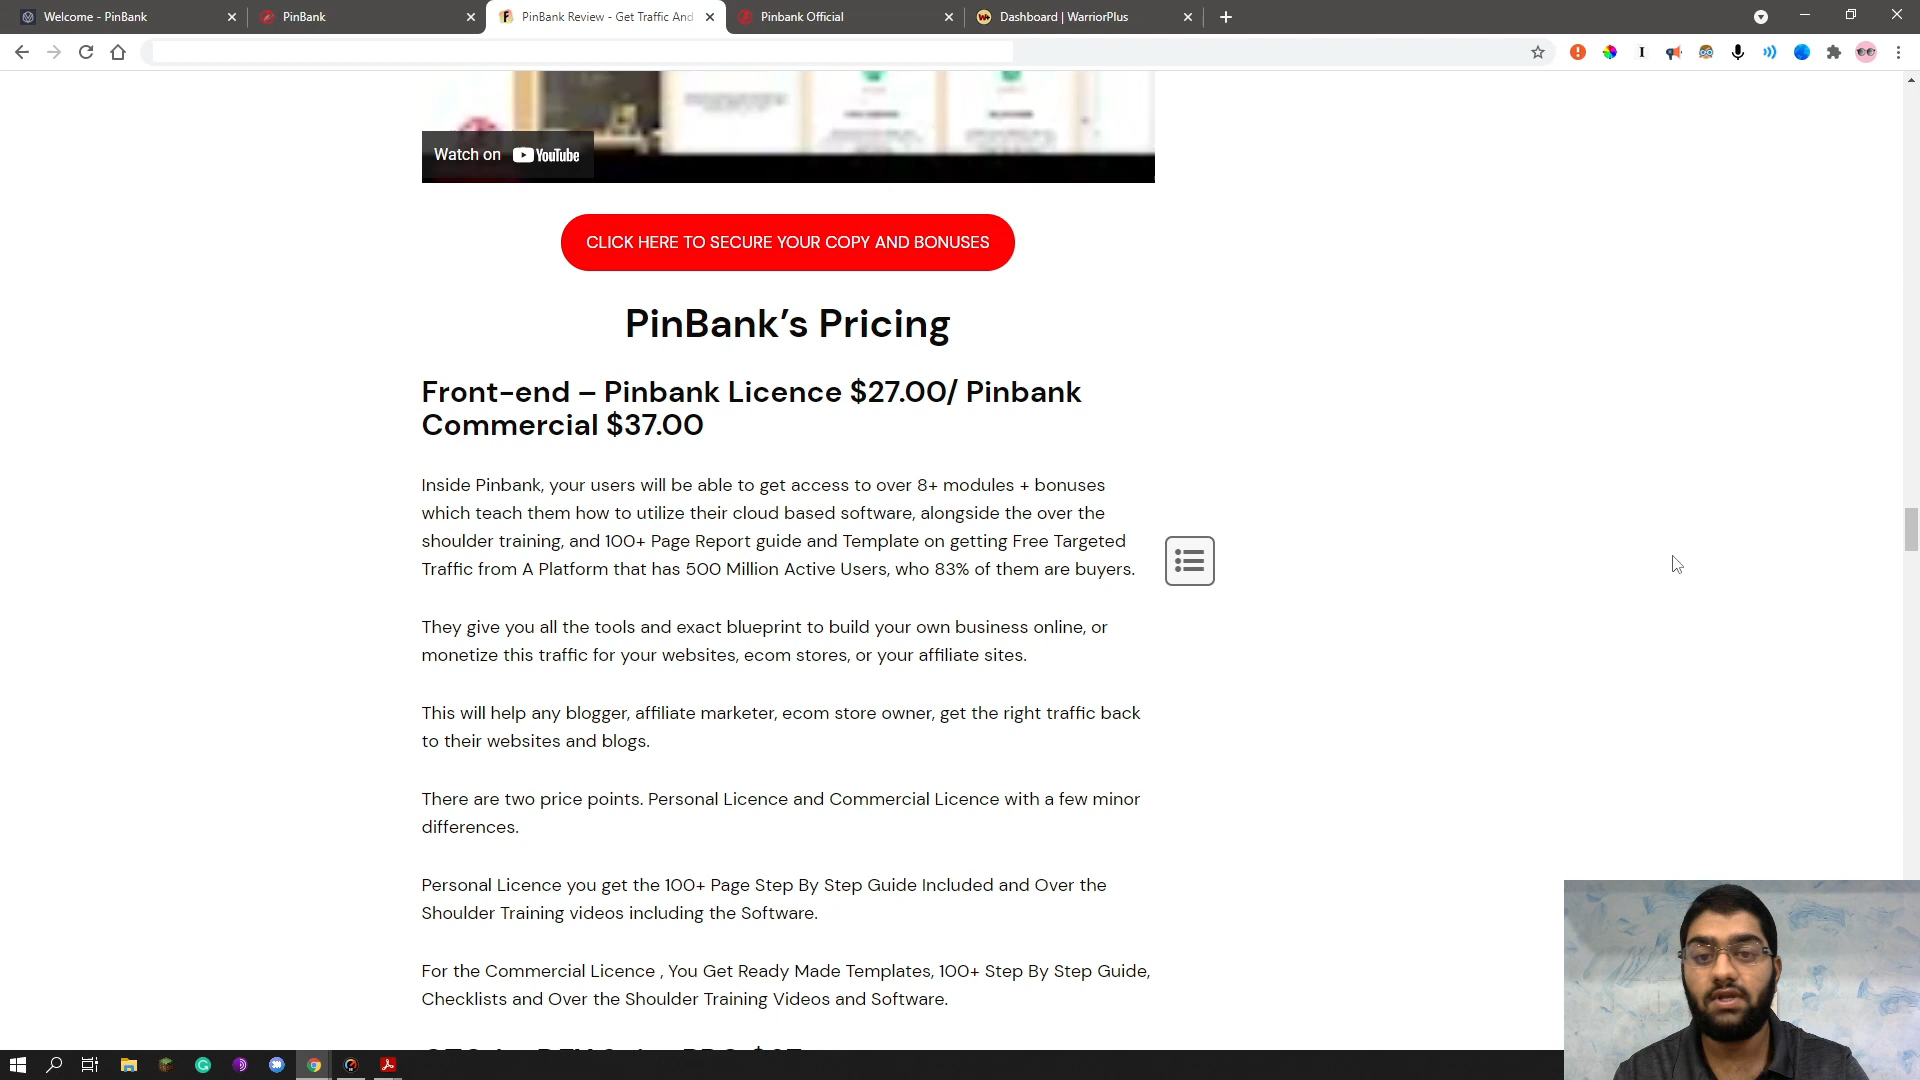 Welcome - PinBank
PinBank
PinBank Review - Get Traffic And
Pinbank Official
Dashboard | WarriorPlus
Watch on YouTube
CLICK HERE TO SECURE YOUR COPY AND BONUSES
PinBank's Pricing
Front-end – Pinbank Licence $27.00/ Pinbank
Commercial $37.00
Inside Pinbank, your users will be able to get access to over 8+ modules + bonuses
which teach them how to utilize their cloud based software, alongside the over the
shoulder training, and 100+ Page Report guide and Template on getting Free Targeted
Traffic from A Platform that has 500 Million Active Users, who 83% of them are buyers.
They give you all the tools and exact blueprint to build your own business online, or
monetize this traffic for your websites, ecom stores, or your affiliate sites.
This will help any blogger, affiliate marketer, ecom store owner, get the right traffic back
to their websites and blogs.
There are two price points. Personal Licence and Commercial Licence with a few minor
differences.
Personal Licence you get the 100+ Page Step By Step Guide Included and Over the
Shoulder Training videos including the Software.
For the Commercial Licence , You Get Ready Made Templates, 100+ Step By Step Guide,
Checklists and Over the Shoulder Training Videos and Software.